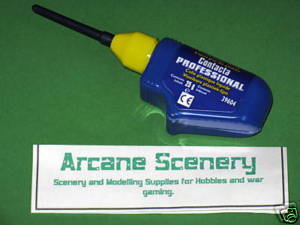 Contacta
PROFESSIONAL
39604
CE
Arcane Scenery
Scenery and Modelling Supplies for Hobbies and war
gaming.